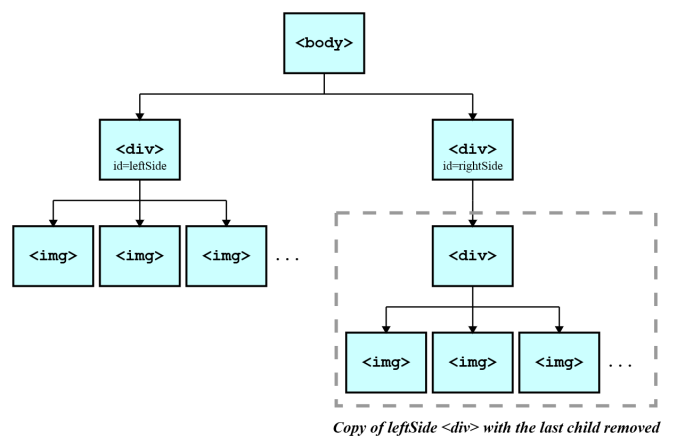 <body>
<div>
id=leftSide
<div>
id=rightSide
<img>
<img>
<img>
...
<div>
<img>
<img>
<img>
...
Copy of leftSide <div> with the last child removed